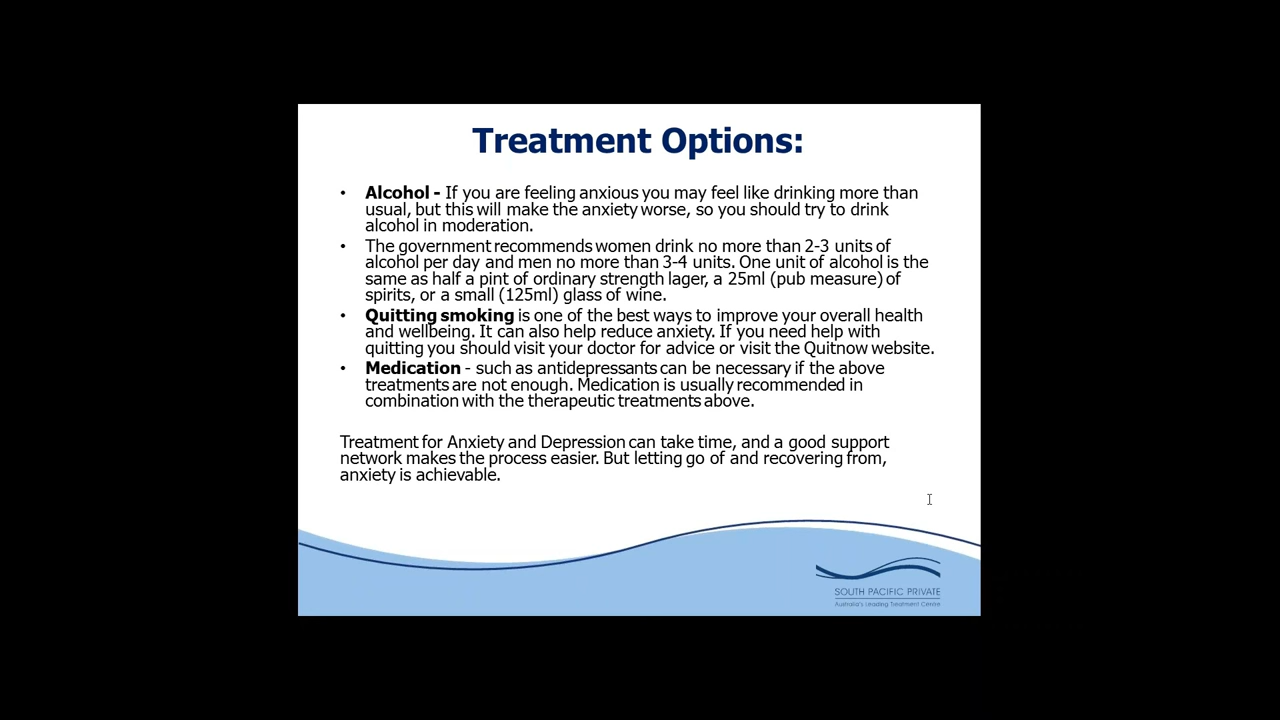 Treatment Options:
• Alcohol - If you are feeling anxious you may feel like drinking more than
usual, but this will make the anxiety worse, so you should try to drink
alcohol in moderation.
• The government recommends women drink no more than 2-3 units of
alcohol per day and men no more than 3-4 units. One unit of alcohol is the
same as half a pint of ordinary strength lager, a 25ml (pub measure) of
spirits, or a small (125ml) glass of wine.
• Quitting smoking is one of the best ways to improve your overall health
and wellbeing. It can also help reduce anxiety. If you need help with
quitting you should visit your doctor for advice or visit the Quitnow website.
• Medication - such as antidepressants can be necessary if the above
treatments are not enough. Medication is usually recommended in
combination with the therapeutic treatments above.
Treatment for Anxiety and Depression can take time, and a good support
network makes the process easier. But letting go of and recovering from,
anxiety is achievable.
SOUTH PACIFIC PRIVATE
Australia's Leading Treatment Centre